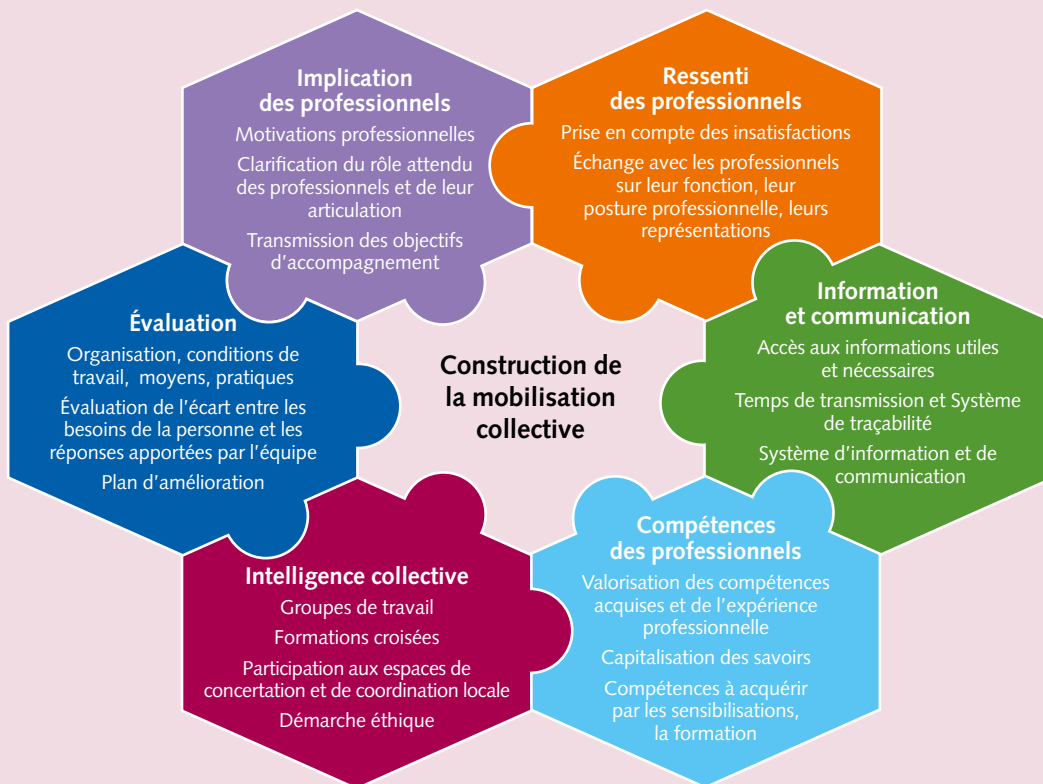 Implication
des professionnels
Motivations professionnelles
Clarification du rôle attendu
des professionnels et de leur
articulation
Transmission des objectifs
d’accompagnement
Ressenti
des professionnels
Prise en compte des insatisfactions
Échange avec les professionnels
sur leur fonction, leur
posture professionnelle, leurs
représentations
Évaluation
Organisation, conditions de
travail, moyens, pratiques
Évaluation de l’écart entre les
besoins de la personne et les
réponses apportées par l’équipe
Plan d’amélioration
Construction de
la mobilisation
collective
Information
et communication
Accès aux informations utiles
et nécessaires
Temps de transmission et Système
de traçabilité
Système d’information et de
communication
Intelligence collective
Groupes de travail
Formations croisées
Participation aux espaces de
concertation et de coordination locale
Démarche éthique
Compétences
des professionnels
Valorisation des compétences
acquises et de l’expérience
professionnelle
Capitalisation des savoirs
Compétences à acquérir
par les sensibilisations,
la formation